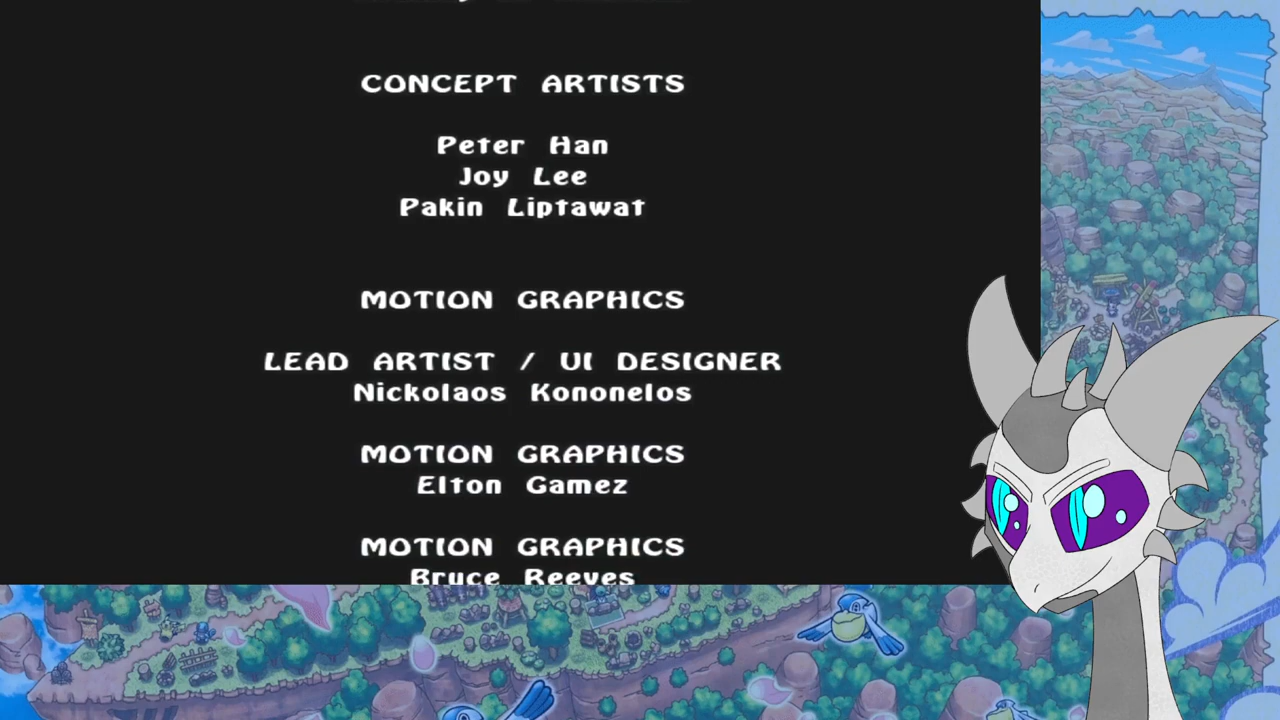 CONCEPT ARTISTS
Peter Han
Joy Lee
Pakin Liptawat
MOTION GRAPHICS
LEAD ARTIST / UI DESIGNER
Nickolaos Kononelos
MOTION GRAPHICS
Elton Gamez
MOTION GRAPHICS
Bruce Reeves